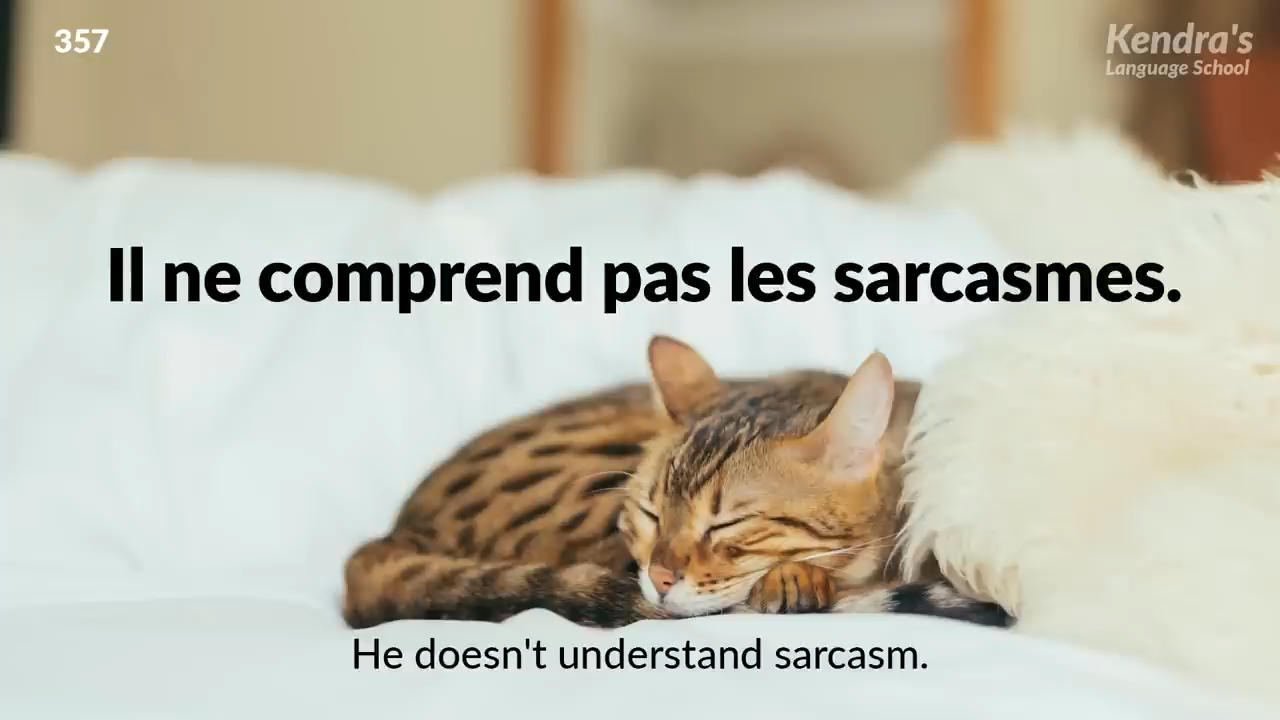 357
Kendra's
Language School
Il ne comprend pas les sarcasmes.
He doesn't understand sarcasm.